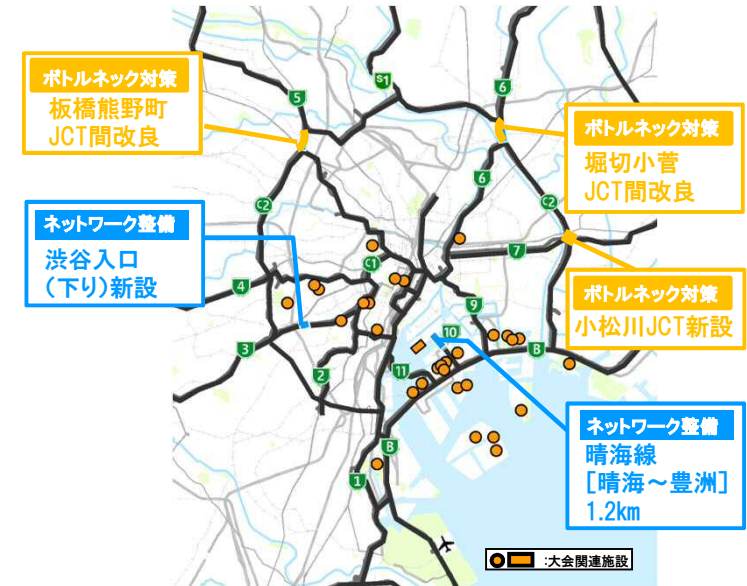 ボトルネック対策
板橋熊野町
JCT間改良
ネットワーク整備
渋谷入口
(下り)新設
ボトルネック対策
堀切小菅
JCT間改良
ボトルネック対策
小松川JCT新設
ネットワーク整備
晴海線
[晴海~豊洲]
1.2km
S1
5
6
6
C2
C2
C1
7
4
9
10
B
3
2
11
B
1
:大会関連施設